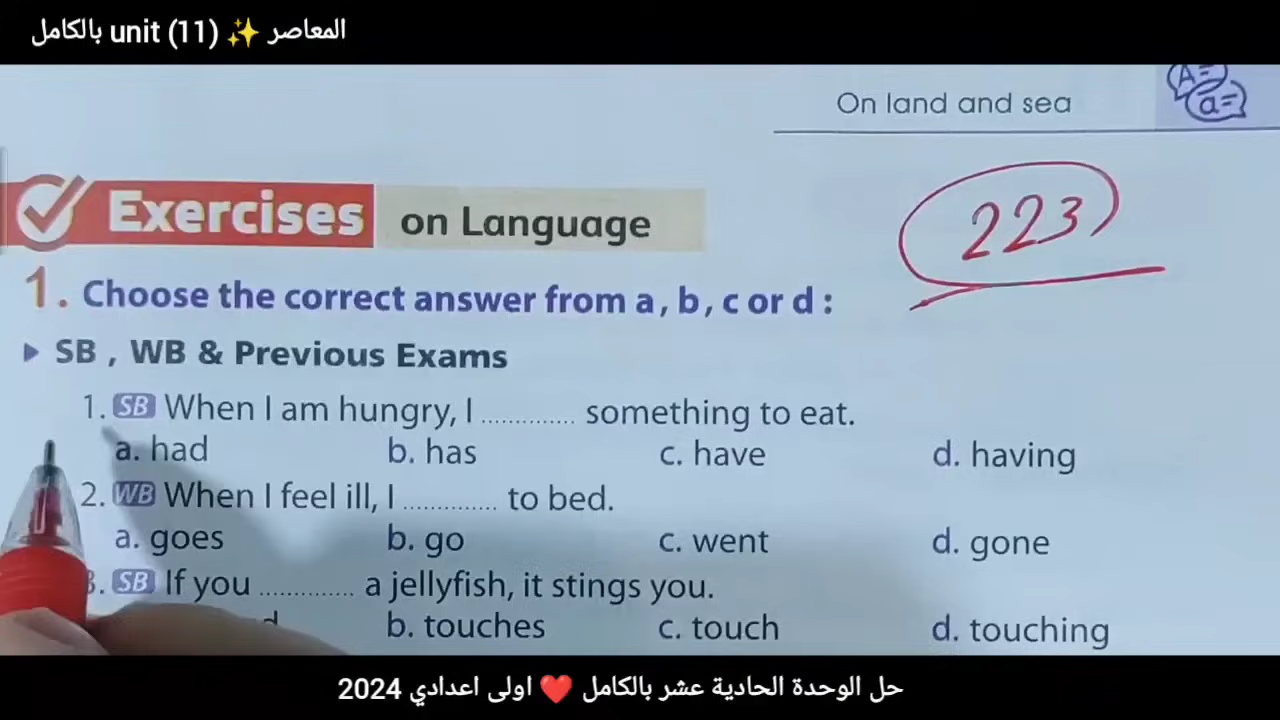 المعاصر ✨ unit (11) بالكامل
On land and sea
A= a=
223
Exercises on Language
1. Choose the correct answer from a, b, c or d :
SB , WB & Previous Exams
1. SB When I am hungry, I .............. something to eat.
a. had b. has c. have d. having
2. WB When I feel ill, I .............. to bed.
a. goes b. go c. went d. gone
3. SB If you .............. a jellyfish, it stings you.
b. touches c. touch d. touching
حل الوحدة الحادية عشر بالكامل ❤️ اولى اعدادي 2024